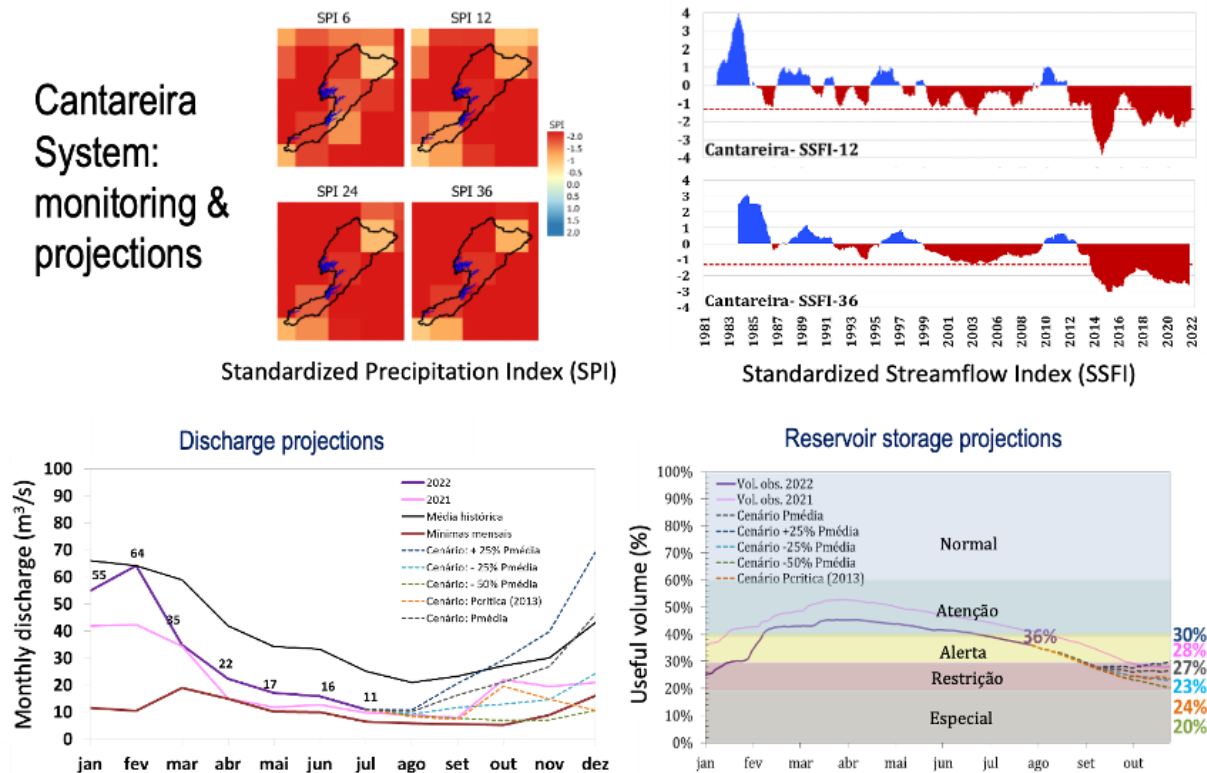 Cantareira
System:
monitoring &
projections
SPI 6
SPI 12
SPI 24
SPI 36
SPI
-2.0
-1.5
-1.0
0.0
0.5
1.0
1.5
2.0
Standardized Precipitation Index (SPI)
4
3
2
1
0
-1
-2
-3
-4
Cantareira- SSFI-12
4
3
2
1
0
-1
-2
-3
-4
Cantareira- SSFI-36
1981
1983
1985
1987
1989
1991
1993
1995
1997
1999
2001
2003
2006
2008
2010
2012
2014
2016
2018
2020
2022
Standardized Streamflow Index (SSFI)
Discharge projections
Monthly discharge (m³/s)
100
90
80
70
60
50
40
30
20
10
0
55
64
35
22
17
16
11
2022
2021
Média histórica
Mínimas mensais
Cenário: + 25% Pmédia
Cenário: - 25% Pmédia
Cenário: - 50% Pmédia
Cenário: Pcrítica (2013)
Cenário: Pmédia
jan fev mar abr mai jun jul ago set out nov dez
Reservoir storage projections
Useful volume (%)
100%
90%
80%
70%
60%
50%
40%
30%
20%
10%
0%
Vol. obs. 2022
Vol. obs. 2021
Cenário Pmédia
Cenário +25% Pmédia
Cenário -25% Pmédia
Cenário -50% Pmédia
Cenário Pcrítica (2013)
Normal
Atenção
36%
Alerta
Restrição
Especial
30%
28%
27%
23%
24%
20%
jan fev mar abr mai jun jul ago set out